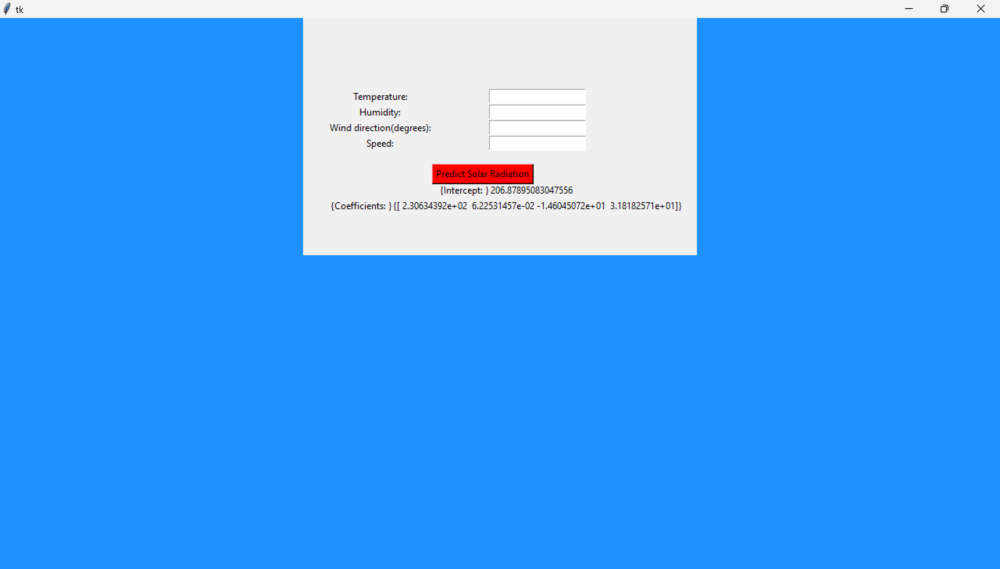 tk
Temperature:
Humidity:
Wind direction(degrees):
Speed:
Predict Solar Radiation
{Intercept: } 206.87895083047556
{Coefficients: } {[ 2.30634392e+02  6.22531457e-02 -1.46045072e+01  3.18182571e+01]}